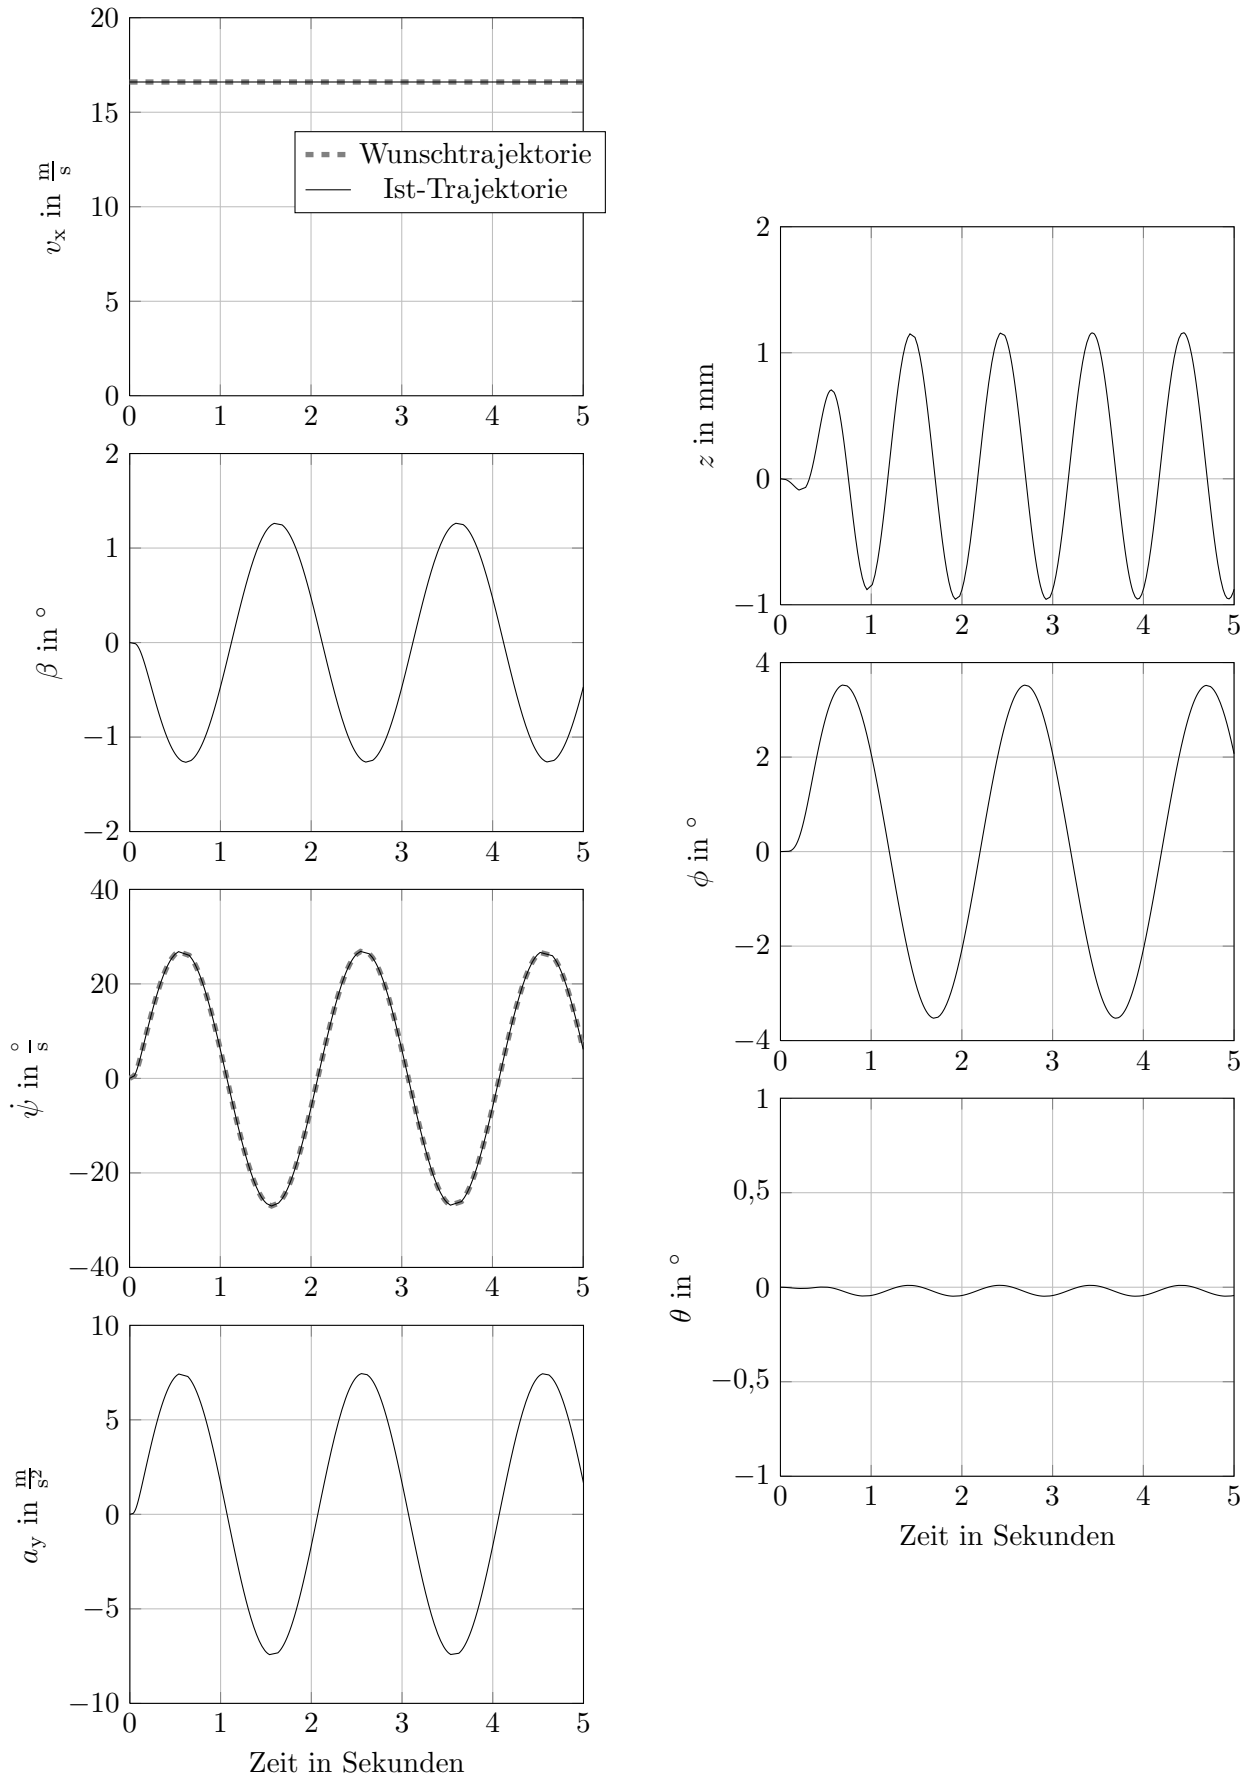 20
15
10
5
0
0 1 2 3 4 5
v_x in m/s
Wunschtrajektorie
Ist-Trajektorie
2
1
0
−1
−2
0 1 2 3 4 5
β in °
40
20
0
−20
−40
0 1 2 3 4 5
ψ̇ in °/s
10
5
0
−5
−10
0 1 2 3 4 5
a_y in m/s²
Zeit in Sekunden
2
1
0
−1
0 1 2 3 4 5
z in mm
4
2
0
−2
−4
0 1 2 3 4 5
ϕ in °
1
0,5
0
−0,5
−1
0 1 2 3 4 5
θ in °
Zeit in Sekunden